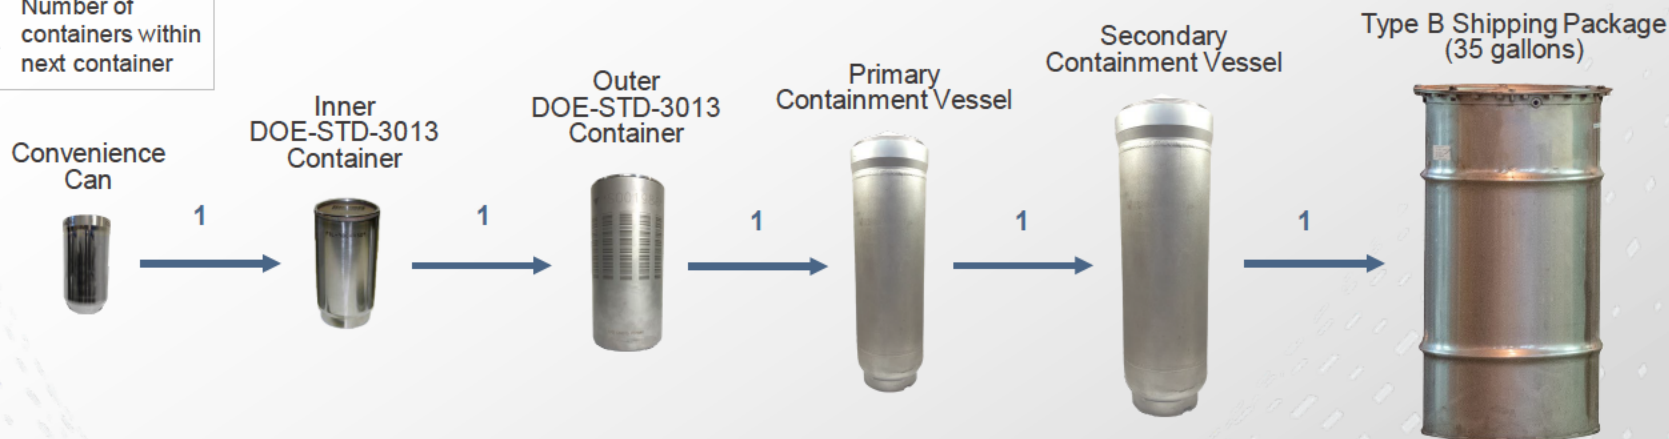 Number of
containers within
next container
Convenience
Can
1
Inner
DOE-STD-3013
Container
1
Outer
DOE-STD-3013
Container
1
Primary
Containment Vessel
1
Secondary
Containment Vessel
1
Type B Shipping Package
(35 gallons)